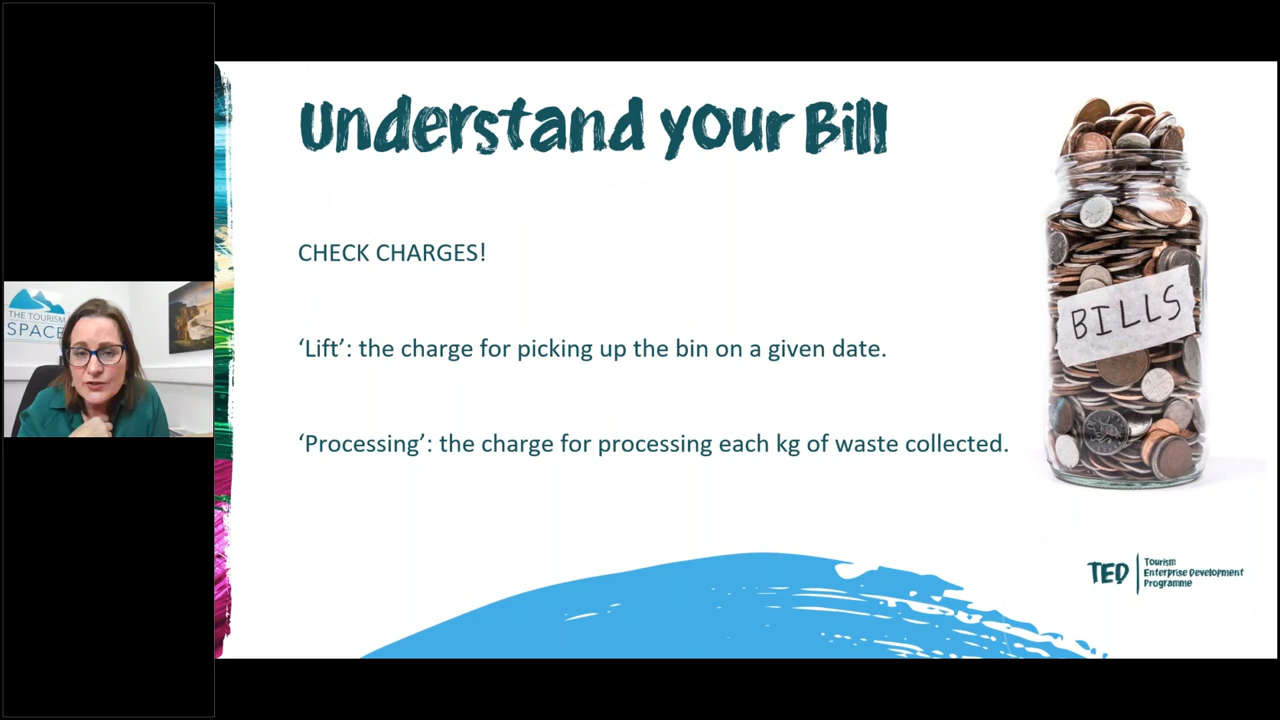 Understand your Bill
CHECK CHARGES!
‘Lift’: the charge for picking up the bin on a given date.
‘Processing’: the charge for processing each kg of waste collected.
BILLS
THE TOURISM
SPACE
TED
Tourism
Enterprise Development
Programme